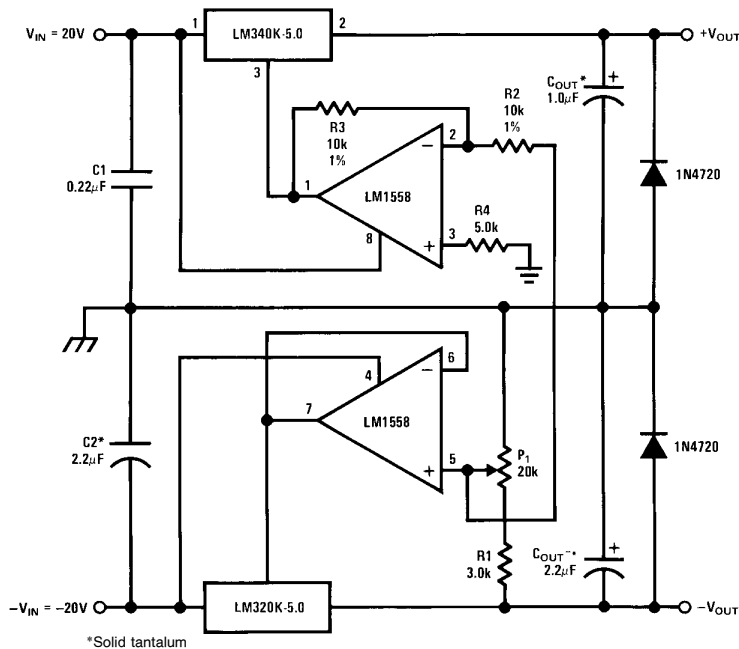 V_IN = 20V
1
LM340K-5.0
2
+V_OUT
3
R3
10k
1%
2
R2
10k
1%
C_OUT*
1.0μF
+
C1
0.22μF
1
LM1558
−
+
8
3
R4
5.0k
1N4720
6
4
7
LM1558
−
+
5
P₁
20k
C2*
2.2μF
1N4720
R1
3.0k
C_OUT⁻*
2.2μF
+
−V_IN = −20V
LM320K-5.0
−V_OUT
*Solid tantalum